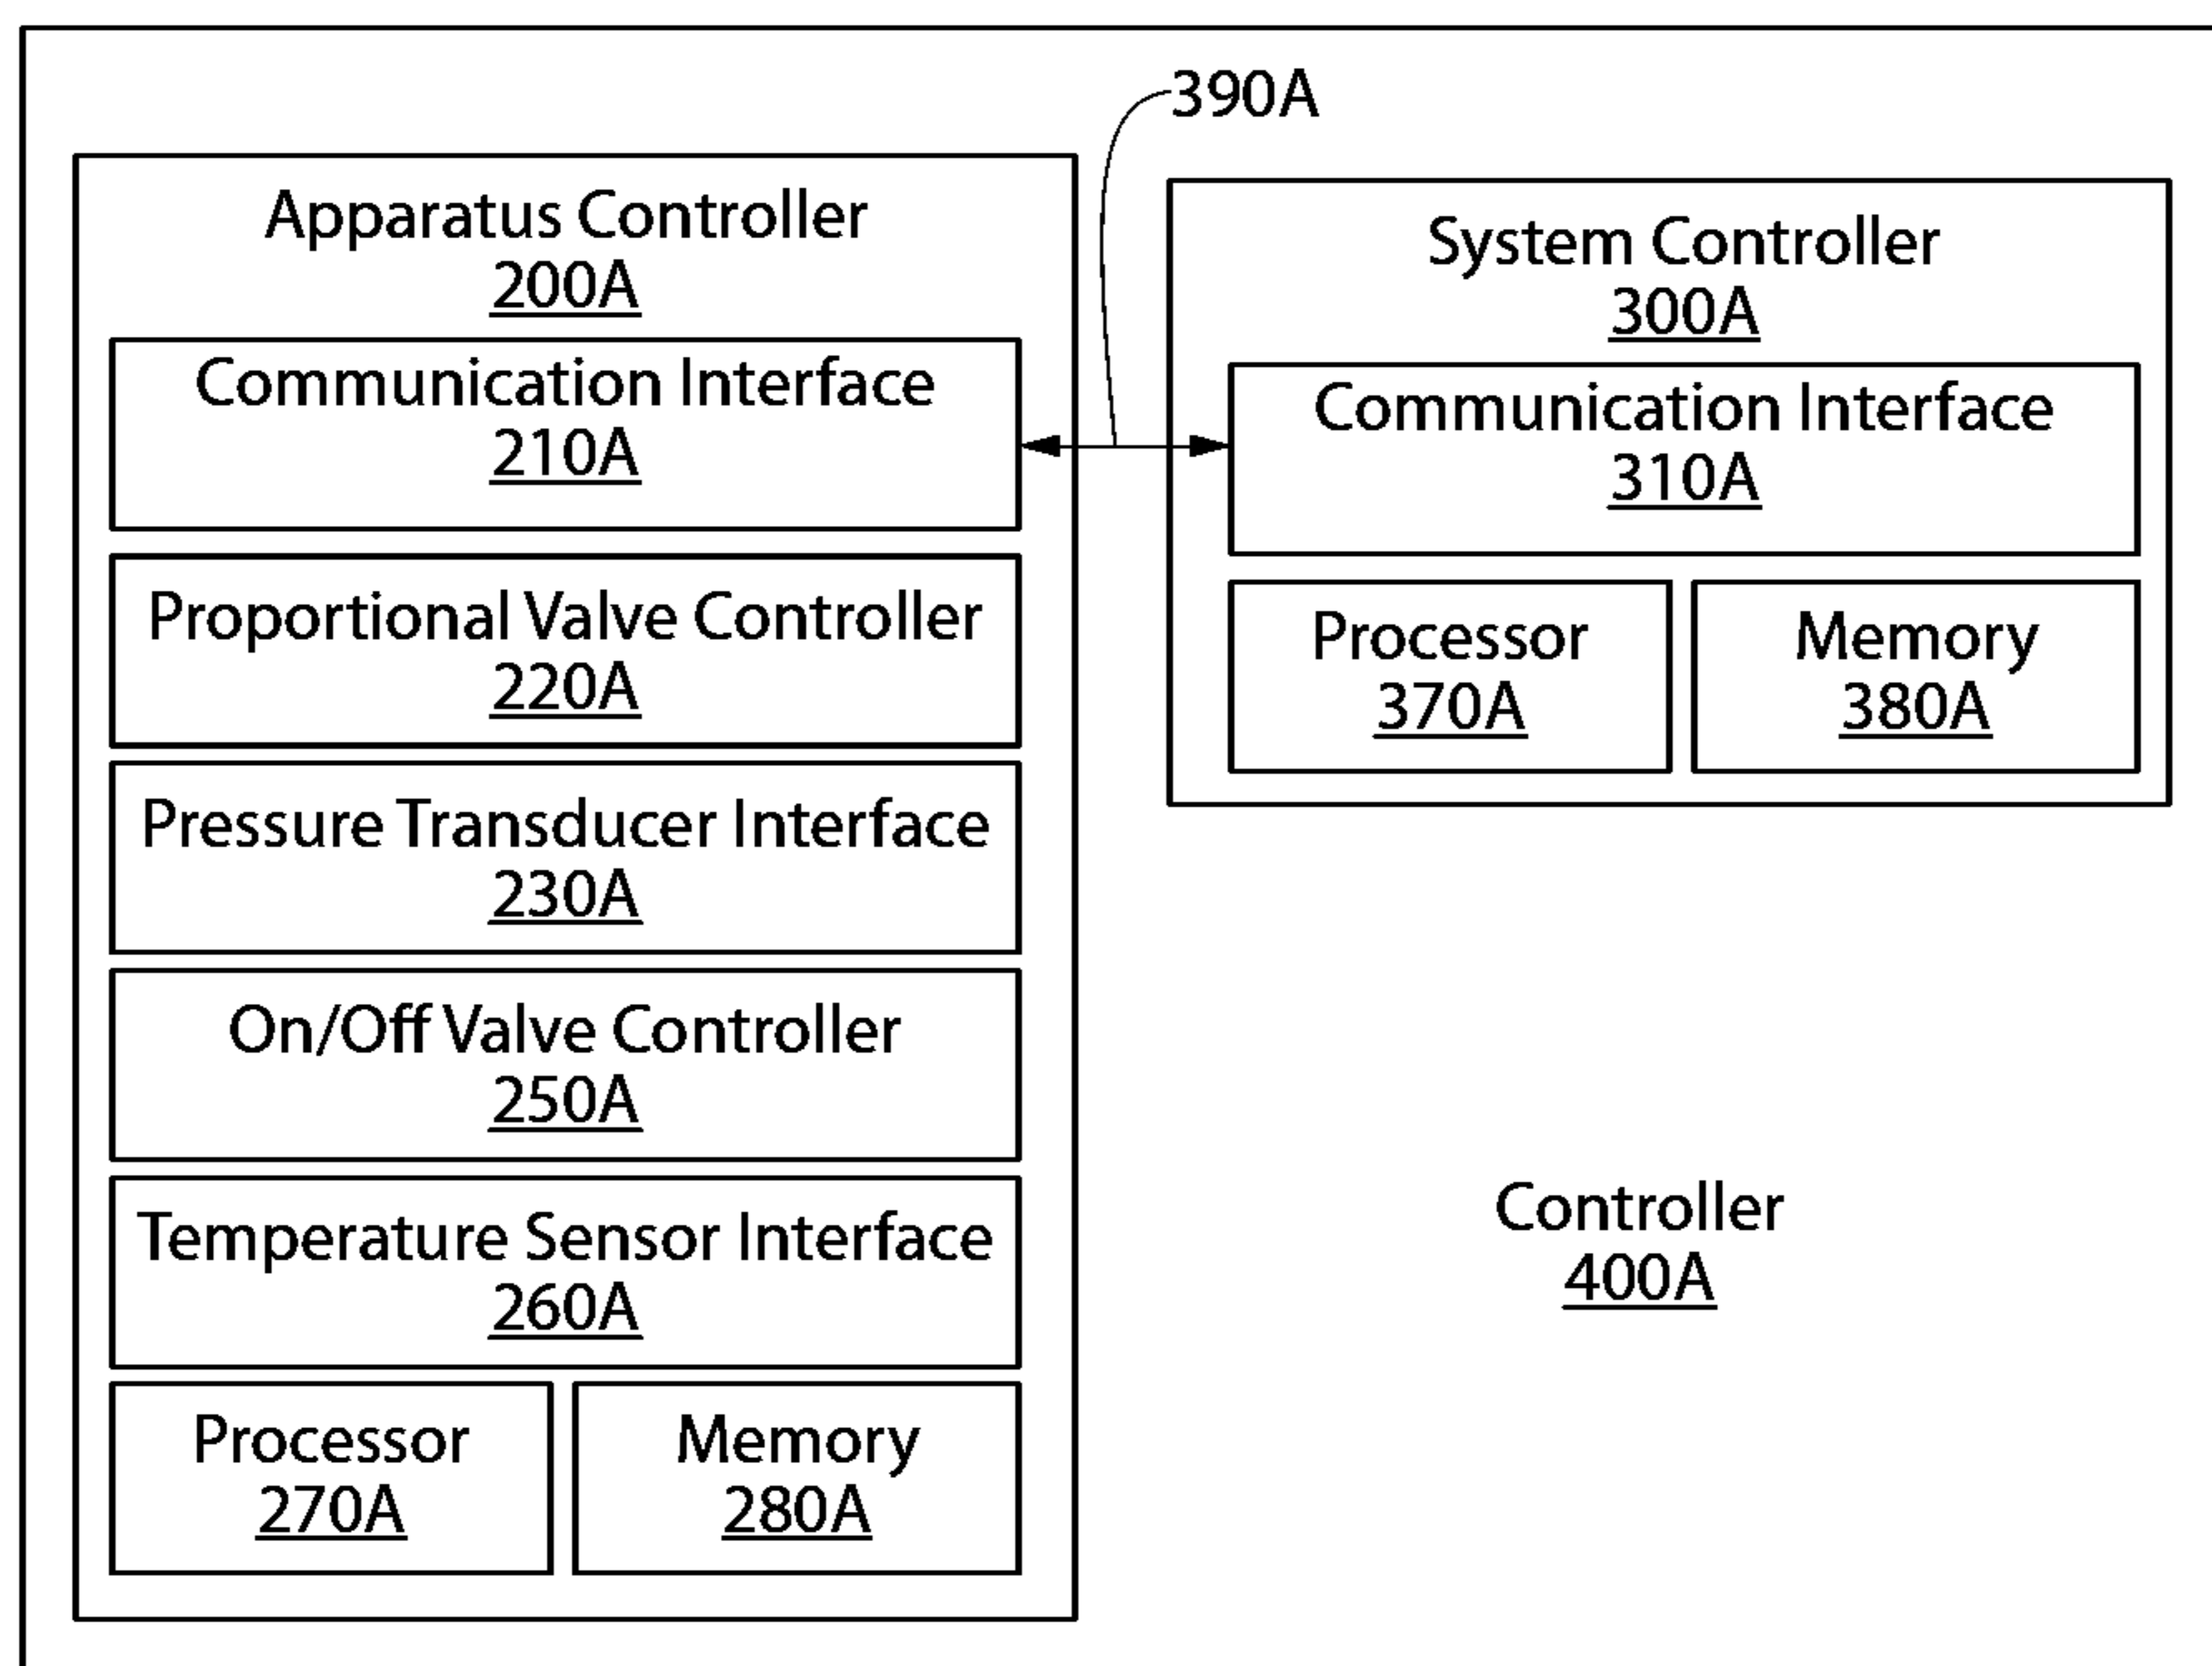 390A
Apparatus Controller
200A
Communication Interface
210A
Proportional Valve Controller
220A
Pressure Transducer Interface
230A
On/Off Valve Controller
250A
Temperature Sensor Interface
260A
Processor
270A
Memory
280A
System Controller
300A
Communication Interface
310A
Processor
370A
Memory
380A
Controller
400A